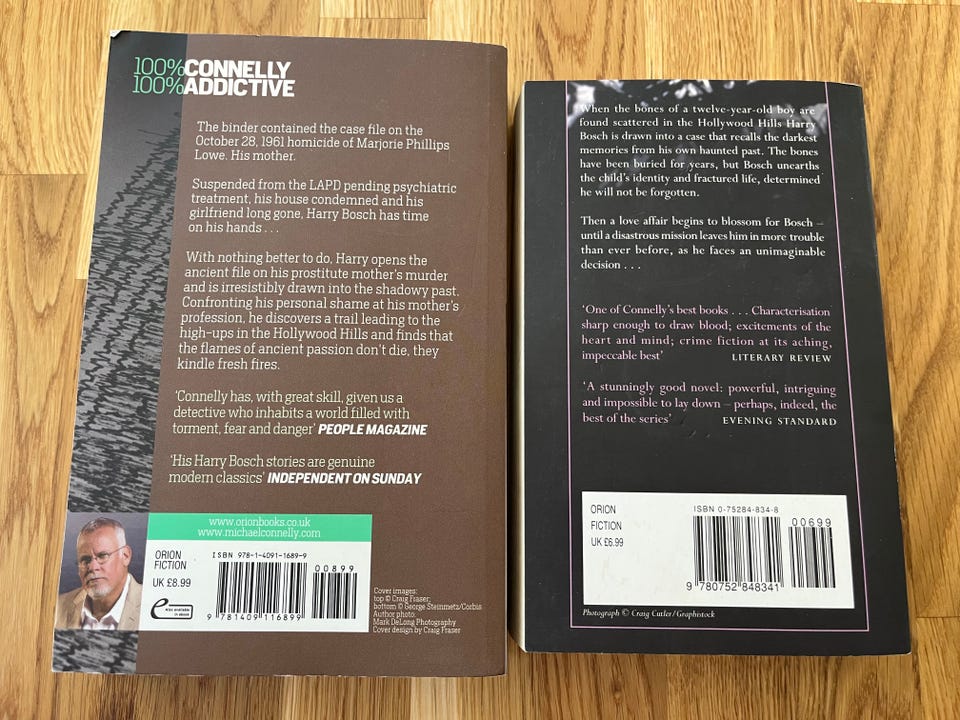 100%CONNELLY
100%ADDICTIVE
The binder contained the case file on the
October 28, 1961 homicide of Marjorie Phillips
Lowe. His mother.
Suspended from the LAPD pending psychiatric
treatment, his house condemned and his
girlfriend long gone, Harry Bosch has time
on his hands . . .
With nothing better to do, Harry opens the
ancient file on his prostitute mother's murder
and is irresistibly drawn into the shadowy past.
Confronting his personal shame at his mother's
profession, he discovers a trail leading to the
high-ups in the Hollywood Hills and finds that
the flames of ancient passion don't die, they
kindle fresh fires.
'Connelly has, with great skill, given us a
detective who inhabits a world filled with
torment, fear and danger' PEOPLE MAGAZINE
'His Harry Bosch stories are genuine
modern classics' INDEPENDENT ON SUNDAY
www.orionbooks.co.uk
www.michaelconnelly.com
ORION
FICTION
UK £8.99
Also available
in ebook
ISBN 978-1-4091-1689-9
00899
9 781409 116899
Cover images:
top © Craig Fraser;
bottom © George Steinmetz/Corbis
Author photo:
Mark DeLong Photography
Cover design by Craig Fraser
When the bones of a twelve-year-old boy are
found scattered in the Hollywood Hills Harry
Bosch is drawn into a case that recalls the darkest
memories from his own haunted past. The bones
have been buried for years, but Bosch unearths
the child's identity and fractured life, determined
he will not be forgotten.
Then a love affair begins to blossom for Bosch –
until a disastrous mission leaves him in more trouble
than ever before, as he faces an unimaginable
decision . . .
'One of Connelly's best books . . . Characterisation
sharp enough to draw blood; excitements of the
heart and mind; crime fiction at its aching,
impeccable best' LITERARY REVIEW
'A stunningly good novel: powerful, intriguing
and impossible to lay down – perhaps, indeed, the
best of the series' EVENING STANDARD
ORION
FICTION
UK £6.99
ISBN 0-75284-834-8
00699
9 780752 848341
Photograph © Craig Cutler/Graphistock